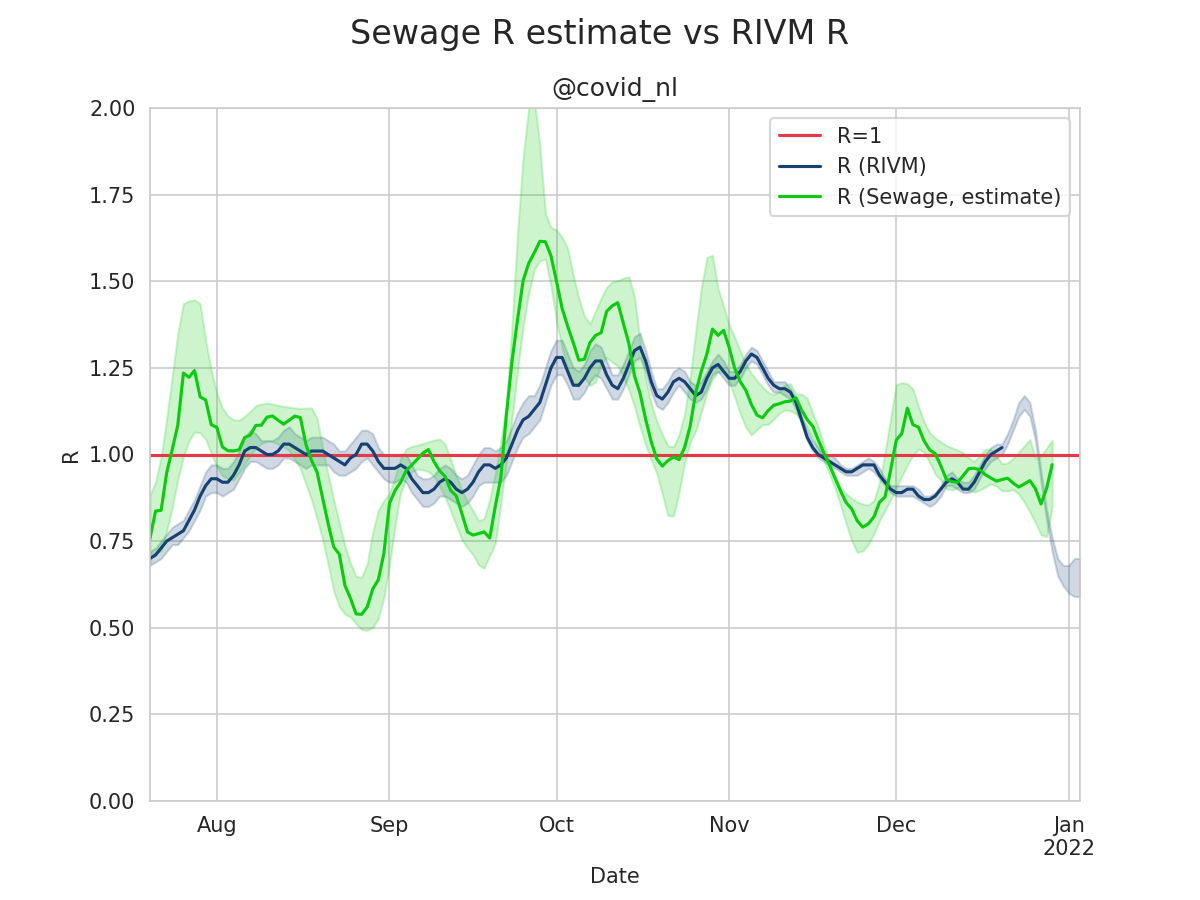 Sewage R estimate vs RIVM R
@covid_nl
R=1
R (RIVM)
R (Sewage, estimate)
2.00
1.75
1.50
1.25
1.00
0.75
0.50
0.25
0.00
R
Aug Sep Oct Nov Dec Jan
2022
Date